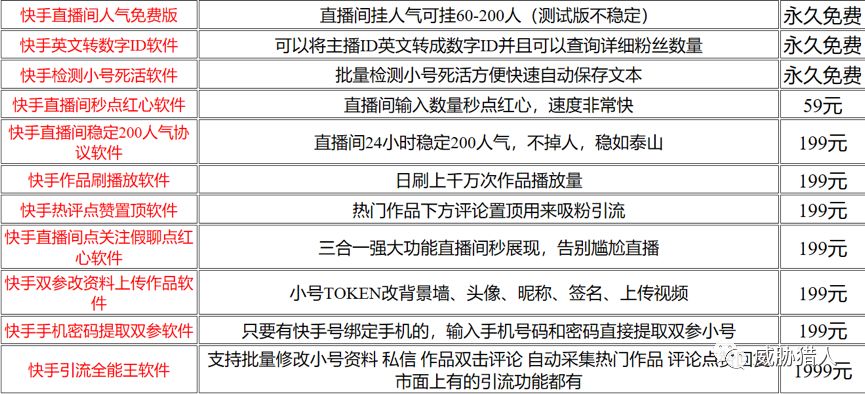 快手直播间人气免费版 直播间挂人气可挂60-200人（测试版不稳定） 永久免费
快手英文转数字ID软件 可以将主播ID英文转成数字ID并且可以查询详细粉丝数量 永久免费
快手检测小号死活软件 批量检测小号死活方便快速自动保存文本 永久免费
快手直播间秒点红心软件 直播间输入数量秒点红心，速度非常快 59元
快手直播间稳定200人气协
议软件
直播间24小时稳定200人气，不掉人，稳如泰山 199元
快手作品刷播放软件 日刷上千万次作品播放量 199元
快手热评点赞置顶软件 热门作品下方评论置顶用来吸粉引流 199元
快手直播间点关注假聊点红
心软件
三合一强大功能直播间秒展现，告别尴尬直播 199元
快手双参改资料上传作品软
件
小号TOKEN改背景墙、头像、昵称、签名、上传视频 199元
快手手机密码提取双参软件 只要有快手号绑定手机的，输入手机号码和密码直接提取双参小号 199元
快手引流全能王软件
支持批量修改小号资料 私信 作品双击评论 自动采集热门作品 评论点赞
市面上有的引流功能都有
1999元
威胁猎人